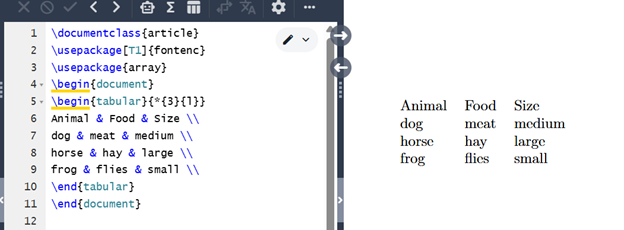 1 \documentclass{article}
2 \usepackage[T1]{fontenc}
3 \usepackage{array}
4 \begin{document}
5 \begin{tabular}{*{3}{l}}
6 Animal & Food & Size \\
7 dog & meat & medium \\
8 horse & hay & large \\
9 frog & flies & small \\
10 \end{tabular}
11 \end{document}
12
Animal Food Size
dog meat medium
horse hay large
frog flies small